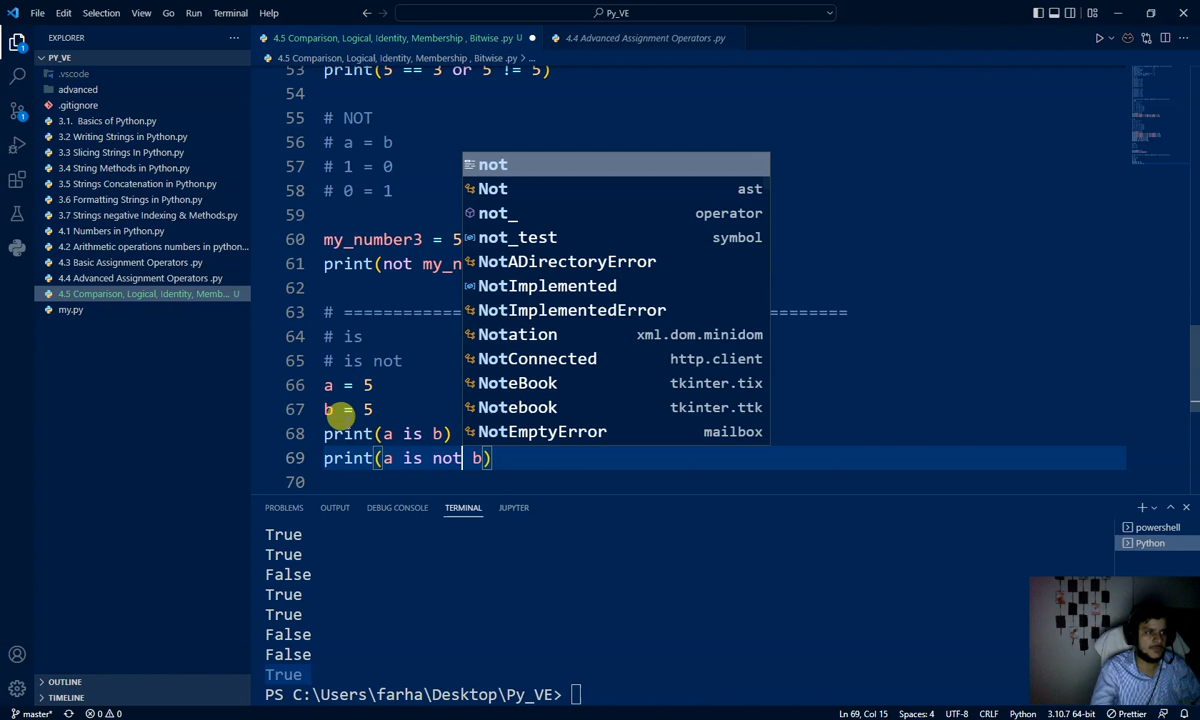 File Edit Selection View Go Run Terminal Help
Py_VE
EXPLORER
4.5 Comparison, Logical, Identity, Membership , Bitwise .py U
4.4 Advanced Assignment Operators .py
PY_VE
4.5 Comparison, Logical, Identity, Membership , Bitwise .py > ...
.vscode
advanced
.gitignore
3.1. Basics of Python.py
3.2 Writing Strings in Python.py
3.3 Slicing Strings In Python.py
3.4 String Methods in Python.py
3.5 Strings Concatenation in Python.py
3.6 Formatting Strings in Python.py
3.7 Strings negative Indexing & Methods.py
4.1 Numbers in Python.py
4.2 Arithmetic operations numbers in python...
4.3 Basic Assignment Operators .py
4.4 Advanced Assignment Operators .py
4.5 Comparison, Logical, Identity, Memb... U
my.py
53 print(5 == 3 or 5 != 5)
54
55 # NOT
56 # a = b
57 # 1 = 0
58 # 0 = 1
59
60 my_number3 = 5
61 print(not my_n
62
63 # ====================================================
64 # is
65 # is not
66 a = 5
67 b = 5
68 print(a is b)
69 print(a is not b)
70
not
Not ast
not_ operator
not_test symbol
NotADirectoryError
NotImplemented
NotImplementedError
Notation xml.dom.minidom
NotConnected http.client
NoteBook tkinter.tix
Notebook tkinter.ttk
NotEmptyError mailbox
PROBLEMS OUTPUT DEBUG CONSOLE TERMINAL JUPYTER
powershell
Python
True
True
False
True
True
False
False
True
PS C:\Users\farha\Desktop\Py_VE>
OUTLINE
TIMELINE
master* 0 0 Ln 69, Col 15 Spaces: 4 UTF-8 CRLF Python 3.10.7 64-bit Prettier